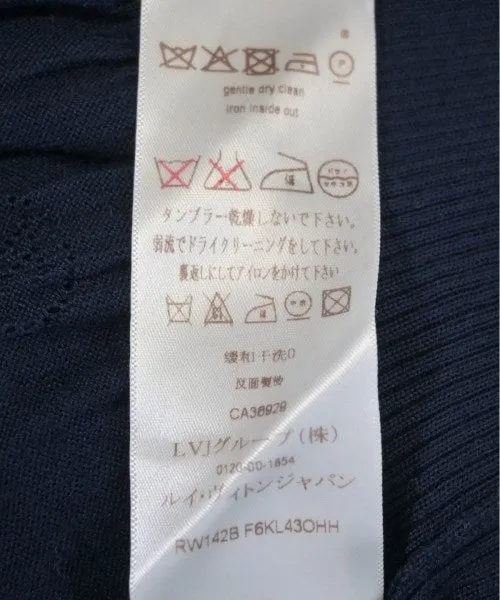 P
gentle dry clean
iron inside out
タンブラー乾燥しないで下さい。
弱流でドライクリーニングをして下さい。
裏返しにしてアイロンをかけて下さい
反面熨烫
CA36929
LVJグループ(株)
0120-00-1854
ルイ・ヴィトンジャパン
RW142B F6KL43OHH